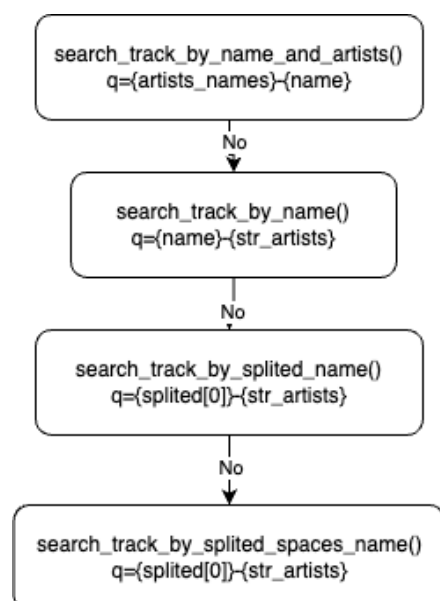 search_track_by_name_and_artists()
q={artists_names}-{name}
No
search_track_by_name()
q={name}-{str_artists}
No
search_track_by_splited_name()
q={splited[0]}-{str_artists}
No
search_track_by_splited_spaces_name()
q={splited[0]}-{str_artists}